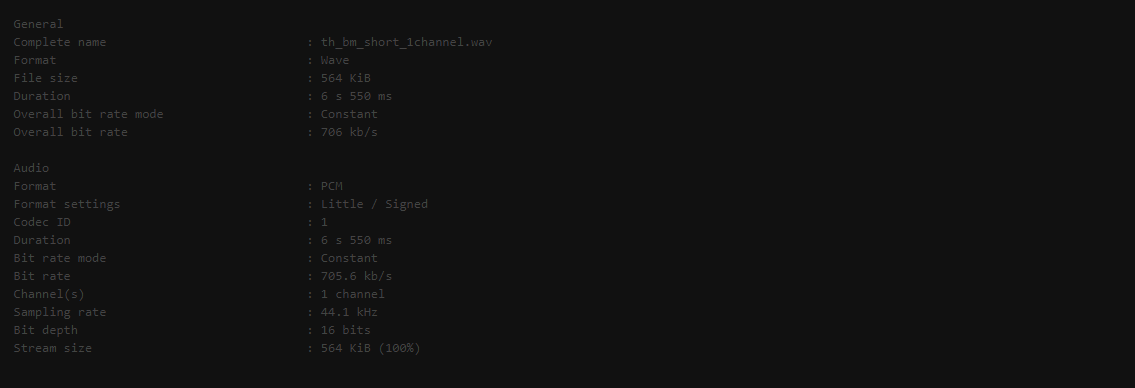 General
Complete name : th_bm_short_1channel.wav
Format : Wave
File size : 564 KiB
Duration : 6 s 550 ms
Overall bit rate mode : Constant
Overall bit rate : 706 kb/s
Audio
Format : PCM
Format settings : Little / Signed
Codec ID : 1
Duration : 6 s 550 ms
Bit rate mode : Constant
Bit rate : 705.6 kb/s
Channel(s) : 1 channel
Sampling rate : 44.1 kHz
Bit depth : 16 bits
Stream size : 564 KiB (100%)